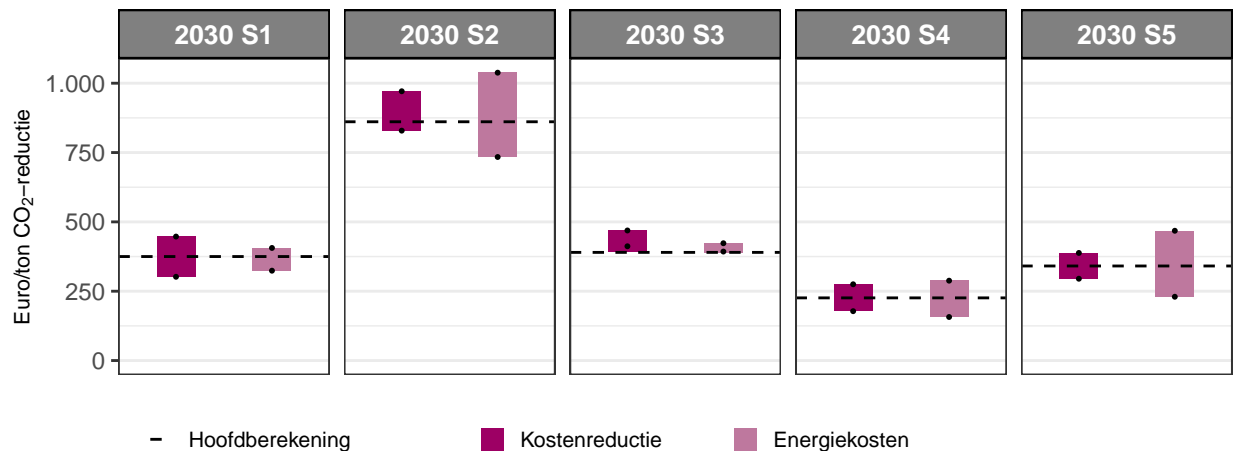 2030 S1
2030 S2
2030 S3
2030 S4
2030 S5
Euro/ton CO₂−reductie
1.000
750
500
250
0
Hoofdberekening
Kostenreductie
Energiekosten